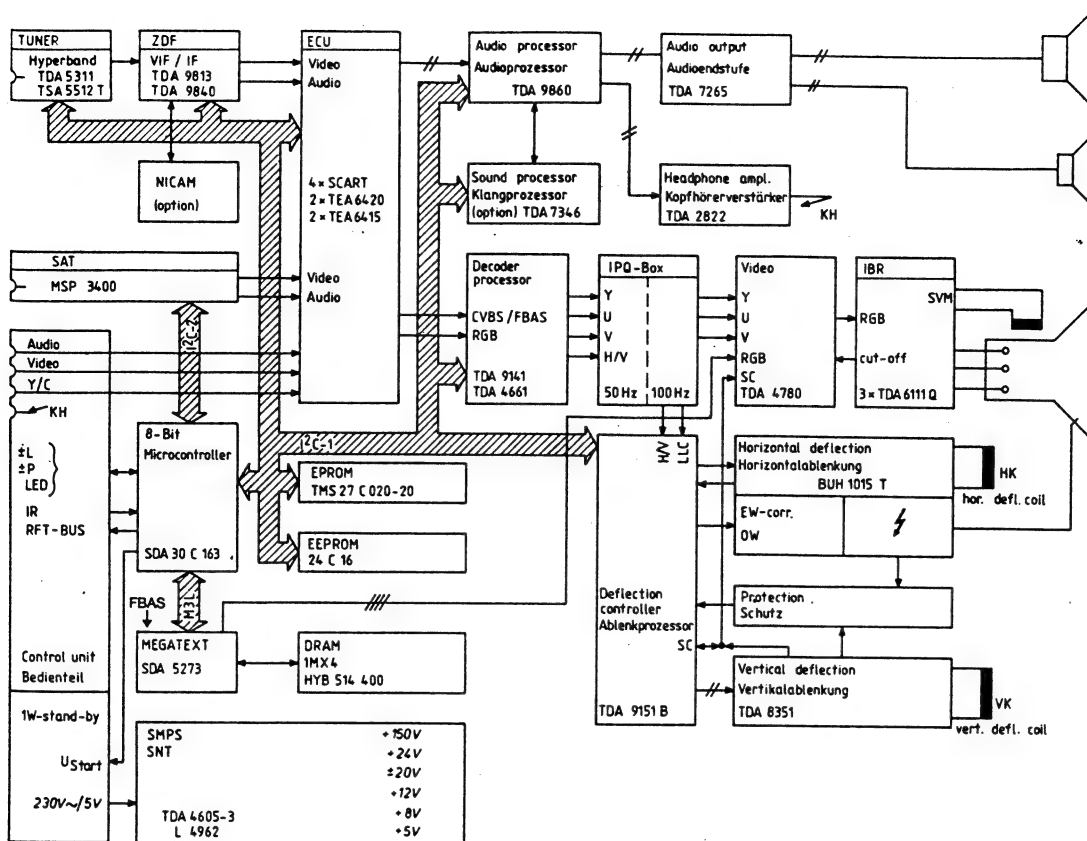 TUNER
Hyperband
TDA 5311
TSA 5512 T
ZDF
VIF / IF
TDA 9813
TDA 9840
NICAM
(option)
ECU
Video
Audio
4 × SCART
2 × TEA 6420
2 × TEA 6415
Video
Audio
Audio processor
Audioprozessor
TDA 9860
Audio output
Audioendstufe
TDA 7265
Sound processor
Klangprozessor
(option) TDA 7346
Headphone ampl.
Kopfhörerverstärker
TDA 2822
KH
SAT
MSP 3400
I²C-2
Decoder
processor
CVBS / FBAS
RGB
TDA 9141
TDA 4661
IPQ-Box
Y
U
V
H/V
50 Hz
100 Hz
Video
Y
U
V
RGB
SC
TDA 4780
IBR
SVM
RGB
cut-off
3 × TDA 6111 Q
Audio
Video
Y/C
KH
±L
±P
LED
IR
RFT-BUS
Control unit
Bedienteil
1W-stand-by
UStart
230V~/5V
8-Bit
Microcontroller
SDA 30 C 163
I²C-1
EPROM
TMS 27 C 020-20
EEPROM
24 C 16
M3L
FBAS
MEGATEXT
SDA 5273
DRAM
1MX4
HYB 514 400
SMPS
SNT
TDA 4605-3
L 4962
+150V
+24V
±20V
+12V
+8V
+5V
H/V
LLC
Deflection
controller
Ablenkprozessor
SC
TDA 9151 B
Horizontal deflection
Horizontalablenkung
BUH 1015 T
EW-corr.
OW
HK
hor. defl. coil
Protection
Schutz
Vertical deflection
Vertikalablenkung
TDA 8351
VK
vert. defl. coil